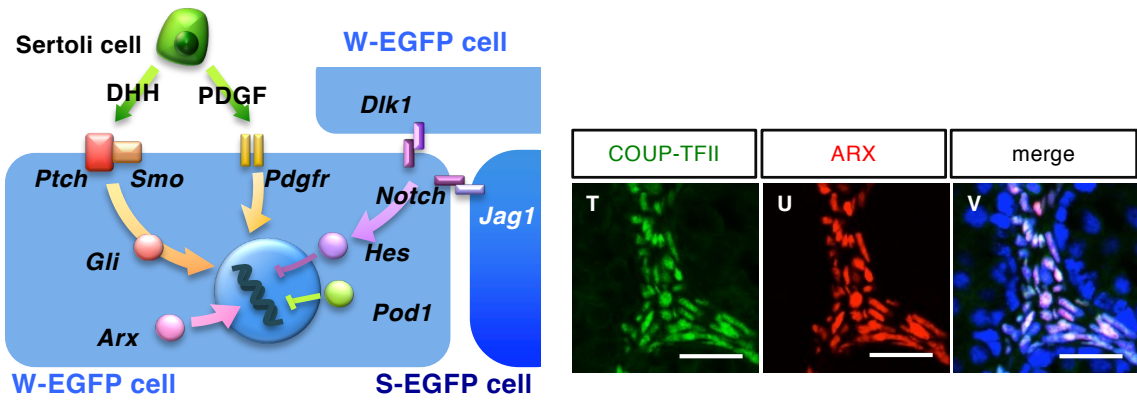 Sertoli cell
W-EGFP cell
DHH
PDGF
Dlk1
Ptch
Smo
Pdgfr
Notch
Jag1
Gli
Hes
Arx
Pod1
W-EGFP cell
S-EGFP cell
COUP-TFII
ARX
merge
T
U
V